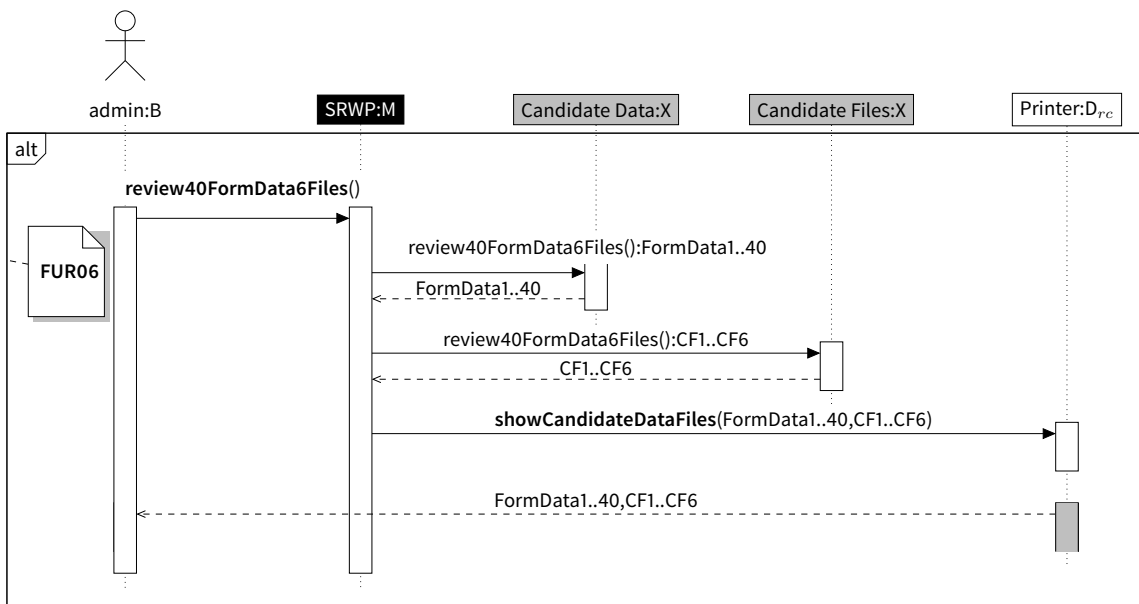 admin:B
SRWP:M
Candidate Data:X
Candidate Files:X
Printer:Drc
alt
review40FormData6Files()
FUR06
review40FormData6Files():FormData1..40
FormData1..40
review40FormData6Files():CF1..CF6
CF1..CF6
showCandidateDataFiles(FormData1..40,CF1..CF6)
FormData1..40,CF1..CF6